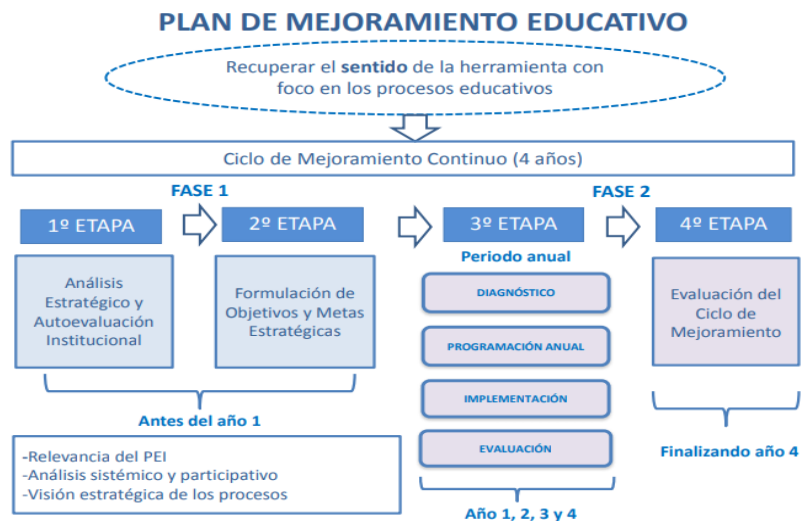 PLAN DE MEJORAMIENTO EDUCATIVO
Recuperar el sentido de la herramienta con
foco en los procesos educativos
Ciclo de Mejoramiento Continuo (4 años)
FASE 1
FASE 2
1º ETAPA
2º ETAPA
3º ETAPA
4º ETAPA
Análisis
Estratégico y
Autoevaluación
Institucional
Formulación de
Objetivos y Metas
Estratégicas
Antes del año 1
-Relevancia del PEI
-Análisis sistémico y participativo
-Visión estratégica de los procesos
Periodo anual
DIAGNÓSTICO
PROGRAMACIÓN ANUAL
IMPLEMENTACIÓN
EVALUACIÓN
Año 1, 2, 3 y 4
Evaluación del
Ciclo de
Mejoramiento
Finalizando año 4